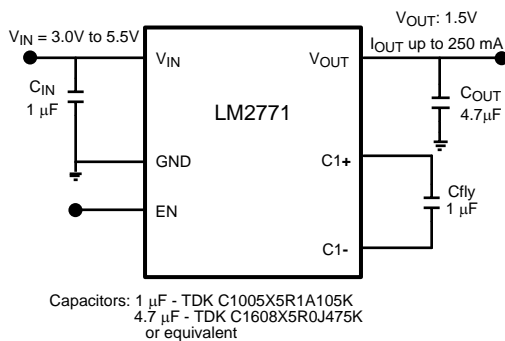 VOUT: 1.5V
VIN = 3.0V to 5.5V
IOUT up to 250 mA
VIN
VOUT
CIN
1 μF
COUT
4.7μF
LM2771
GND
C1+
Cfly
1 μF
EN
C1-
Capacitors: 1 μF - TDK C1005X5R1A105K
4.7 μF - TDK C1608X5R0J475K
or equivalent